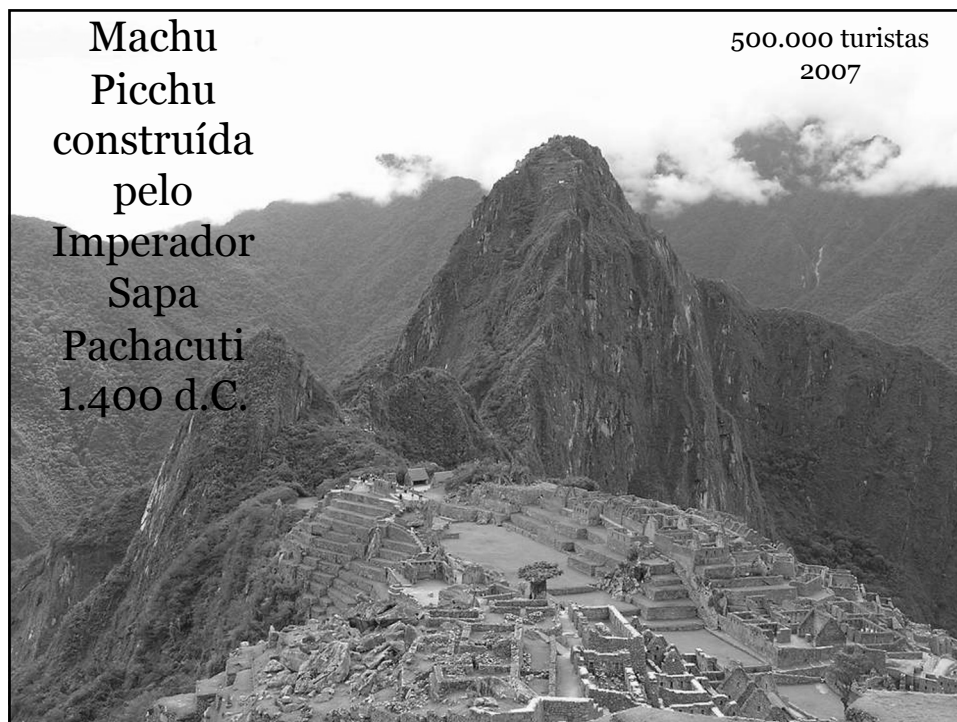 Machu
Picchu
construída
pelo
Imperador
Sapa
Pachacuti
1.400 d.C.
500.000 turistas
2007